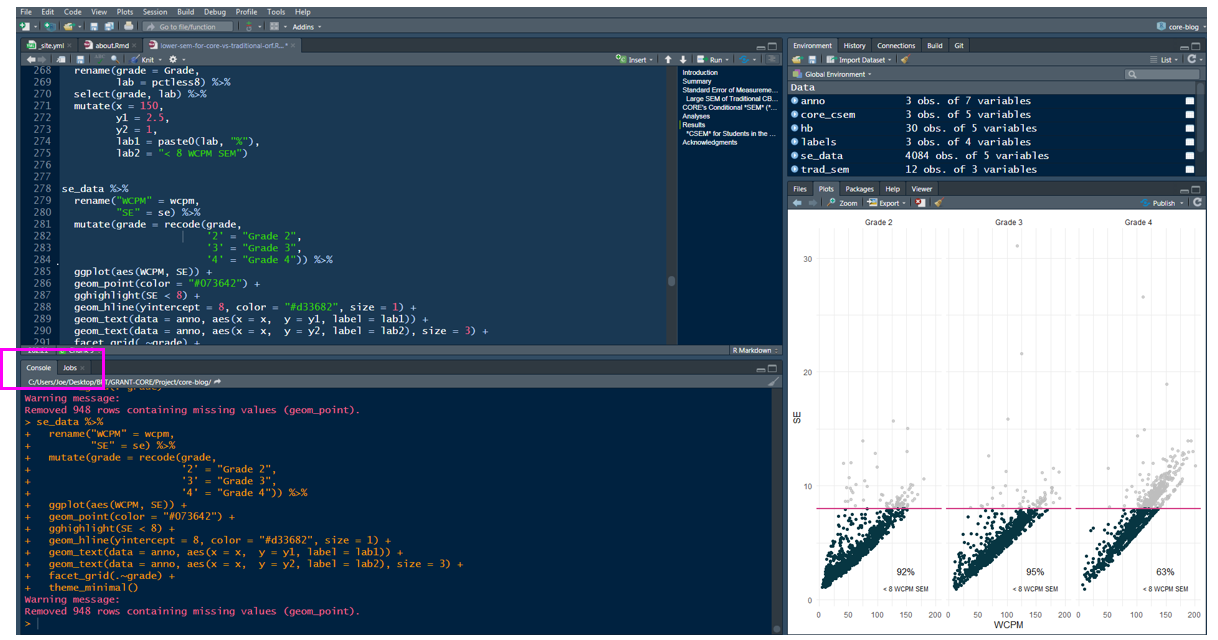 File Edit Code View Plots Session Build Debug Profile Tools Help
Go to file/function Addins core-blog
_site.yml aboutRmd lower-sem-for-core-vs-traditional-orf.R...*
Knit Insert Run
268 rename(grade = Grade,
269 lab = pctless8) %>%
270 select(grade, lab) %>%
271 mutate(x = 150,
272 y1 = 2.5,
273 y2 = 1,
274 lab1 = paste0(lab, "%"),
275 lab2 = "< 8 WCPM SEM")
276
277
278 se_data %>%
279 rename("WCPM" = wcpm,
280 "SE" = se) %>%
281 mutate(grade = recode(grade,
282 '2' = "Grade 2",
283 '3' = "Grade 3",
284 '4' = "Grade 4")) %>%
285 ggplot(aes(WCPM, SE)) +
286 geom_point(color = "#073642") +
287 gghighlight(SE < 8) +
288 geom_hline(yintercept = 8, color = "#d33682", size = 1) +
289 geom_text(data = anno, aes(x = x, y = y1, label = lab1)) +
290 geom_text(data = anno, aes(x = x, y = y2, label = lab2), size = 3) +
291 facet_grid(.~grade) +
Introduction
Summary
Standard Error of Measureme...
Large SEM of Traditional CB...
CORE's Conditional *SEM* (*...
Analyses
Results
*CSEM* for Students in the ...
Acknowledgments
R Markdown
Console Jobs
C:/Users/Joe/Desktop/BRT/GRANT-CORE/Project/core-blog/
Warning message:
Removed 948 rows containing missing values (geom_point).
> se_data %>%
+ rename("WCPM" = wcpm,
+ "SE" = se) %>%
+ mutate(grade = recode(grade,
+ '2' = "Grade 2",
+ '3' = "Grade 3",
+ '4' = "Grade 4")) %>%
+ ggplot(aes(WCPM, SE)) +
+ geom_point(color = "#073642") +
+ gghighlight(SE < 8) +
+ geom_hline(yintercept = 8, color = "#d33682", size = 1) +
+ geom_text(data = anno, aes(x = x, y = y1, label = lab1)) +
+ geom_text(data = anno, aes(x = x, y = y2, label = lab2), size = 3) +
+ facet_grid(.~grade) +
+ theme_minimal()
Warning message:
Removed 948 rows containing missing values (geom_point).
>
Environment History Connections Build Git
Import Dataset List
Global Environment
Data
anno 3 obs. of 7 variables
core_csem 3 obs. of 5 variables
hb 30 obs. of 5 variables
labels 3 obs. of 4 variables
se_data 4084 obs. of 5 variables
trad_sem 12 obs. of 3 variables
Files Plots Packages Help Viewer
Zoom Export Publish
Grade 2 Grade 3 Grade 4
30
20
SE
10
0
92% 95% 63%
< 8 WCPM SEM < 8 WCPM SEM < 8 WCPM SEM
0 50 100 150 200 0 50 100 150 200 0 50 100 150 200
WCPM